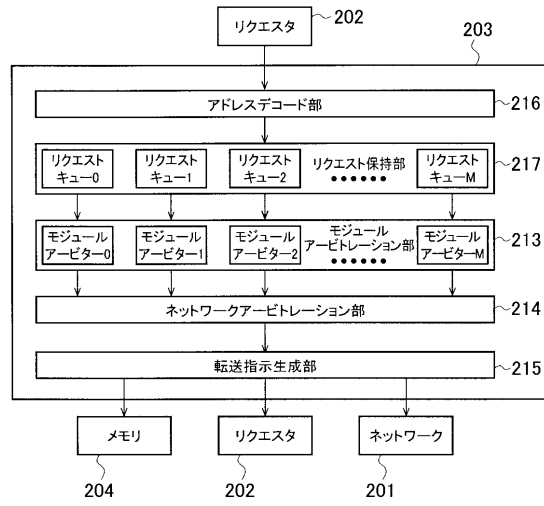 リクエスタ
202
203
アドレスデコード部
216
リクエスト
キュー0
リクエスト
キュー1
リクエスト
キュー2
リクエスト保持部
••••••
リクエスト
キューM
217
モジュール
アービター0
モジュール
アービター1
モジュール
アービター2
モジュール
アービトレーション部
••••••
モジュール
アービターM
213
ネットワークアービトレーション部
214
転送指示生成部
215
メモリ
リクエスタ
ネットワーク
204
202
201